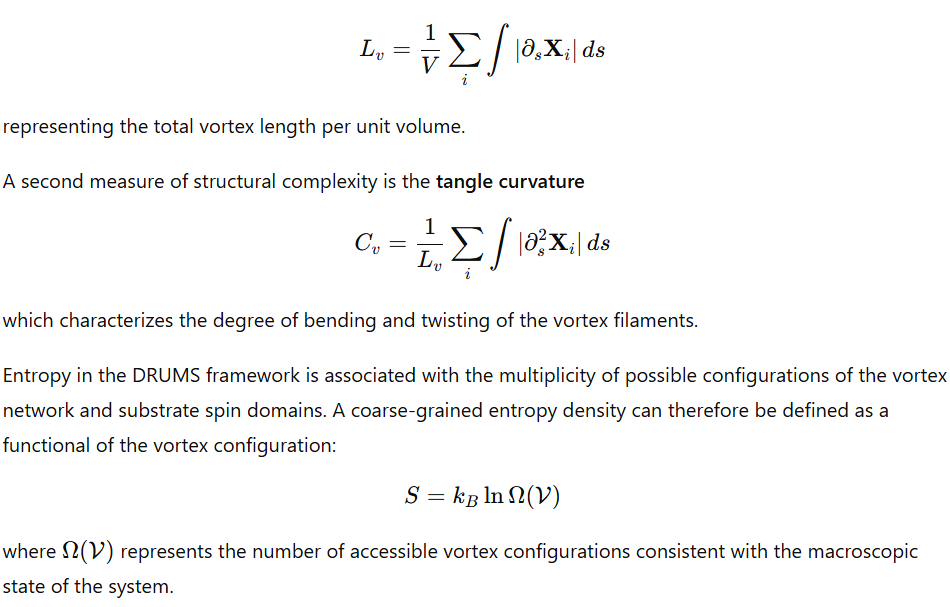 L_v = \frac{1}{V} \sum_i \int |\partial_s \mathbf{X}_i| \, ds
representing the total vortex length per unit volume.
A second measure of structural complexity is the tangle curvature
C_v = \frac{1}{L_v} \sum_i \int |\partial_s^2 \mathbf{X}_i| \, ds
which characterizes the degree of bending and twisting of the vortex filaments.
Entropy in the DRUMS framework is associated with the multiplicity of possible configurations of the vortex
network and substrate spin domains. A coarse-grained entropy density can therefore be defined as a
functional of the vortex configuration:
S = k_B \ln \Omega(\mathcal{V})
where Ω(𝒱) represents the number of accessible vortex configurations consistent with the macroscopic
state of the system.